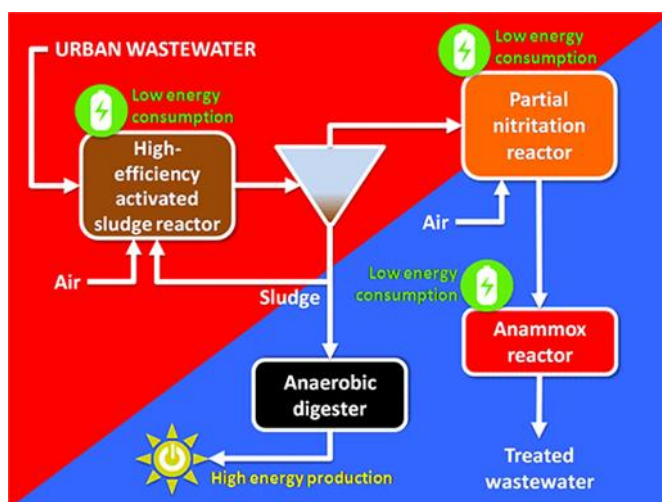 URBAN WASTEWATER
Low energy
consumption
High-
efficiency
activated
sludge reactor
Air
Sludge
Low energy
consumption
Partial
nitritation
reactor
Air
Low energy
consumption
Anammox
reactor
Anaerobic
digester
High energy production
Treated
wastewater